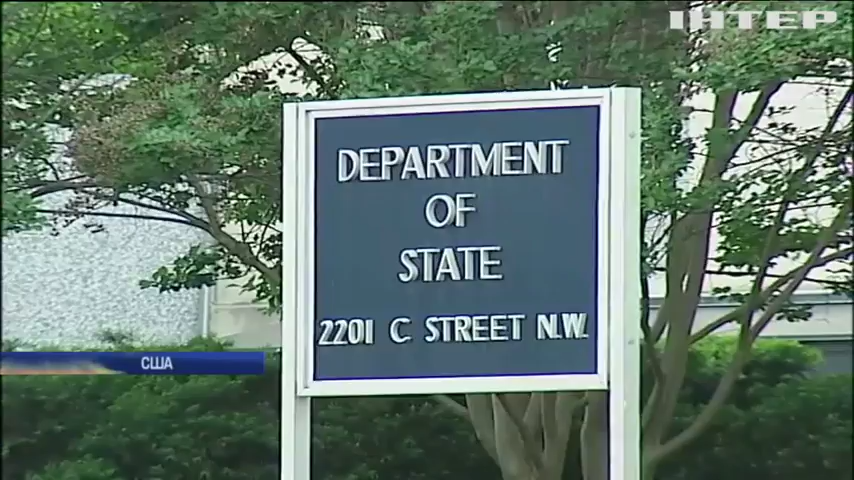 ІНТЕР
DEPARTMENT
OF
STATE
2201 C STREET N.W.
США